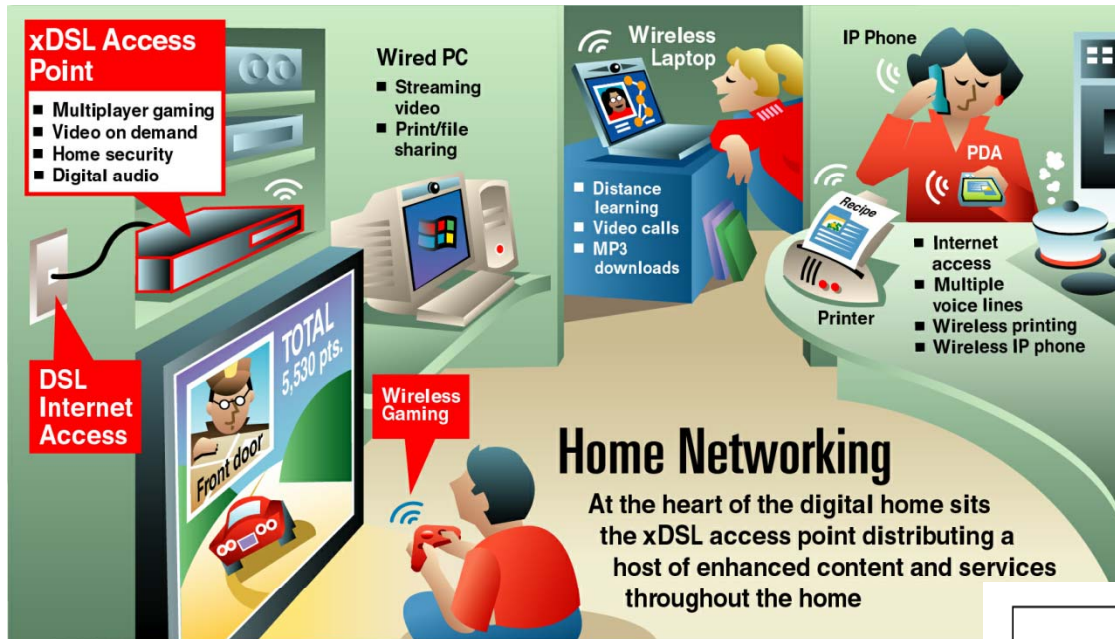 xDSL Access
Point
■ Multiplayer gaming
■ Video on demand
■ Home security
■ Digital audio
DSL
Internet
Access
Wired PC
■ Streaming
video
■ Print/file
sharing
Wireless
Laptop
■ Distance
learning
■ Video calls
■ MP3
downloads
IP Phone
PDA
Recipe
Printer
■ Internet
access
■ Multiple
voice lines
■ Wireless printing
■ Wireless IP phone
TOTAL
5,530 pts.
Front door
Wireless
Gaming
Home Networking
At the heart of the digital home sits
the xDSL access point distributing a
host of enhanced content and services
throughout the home